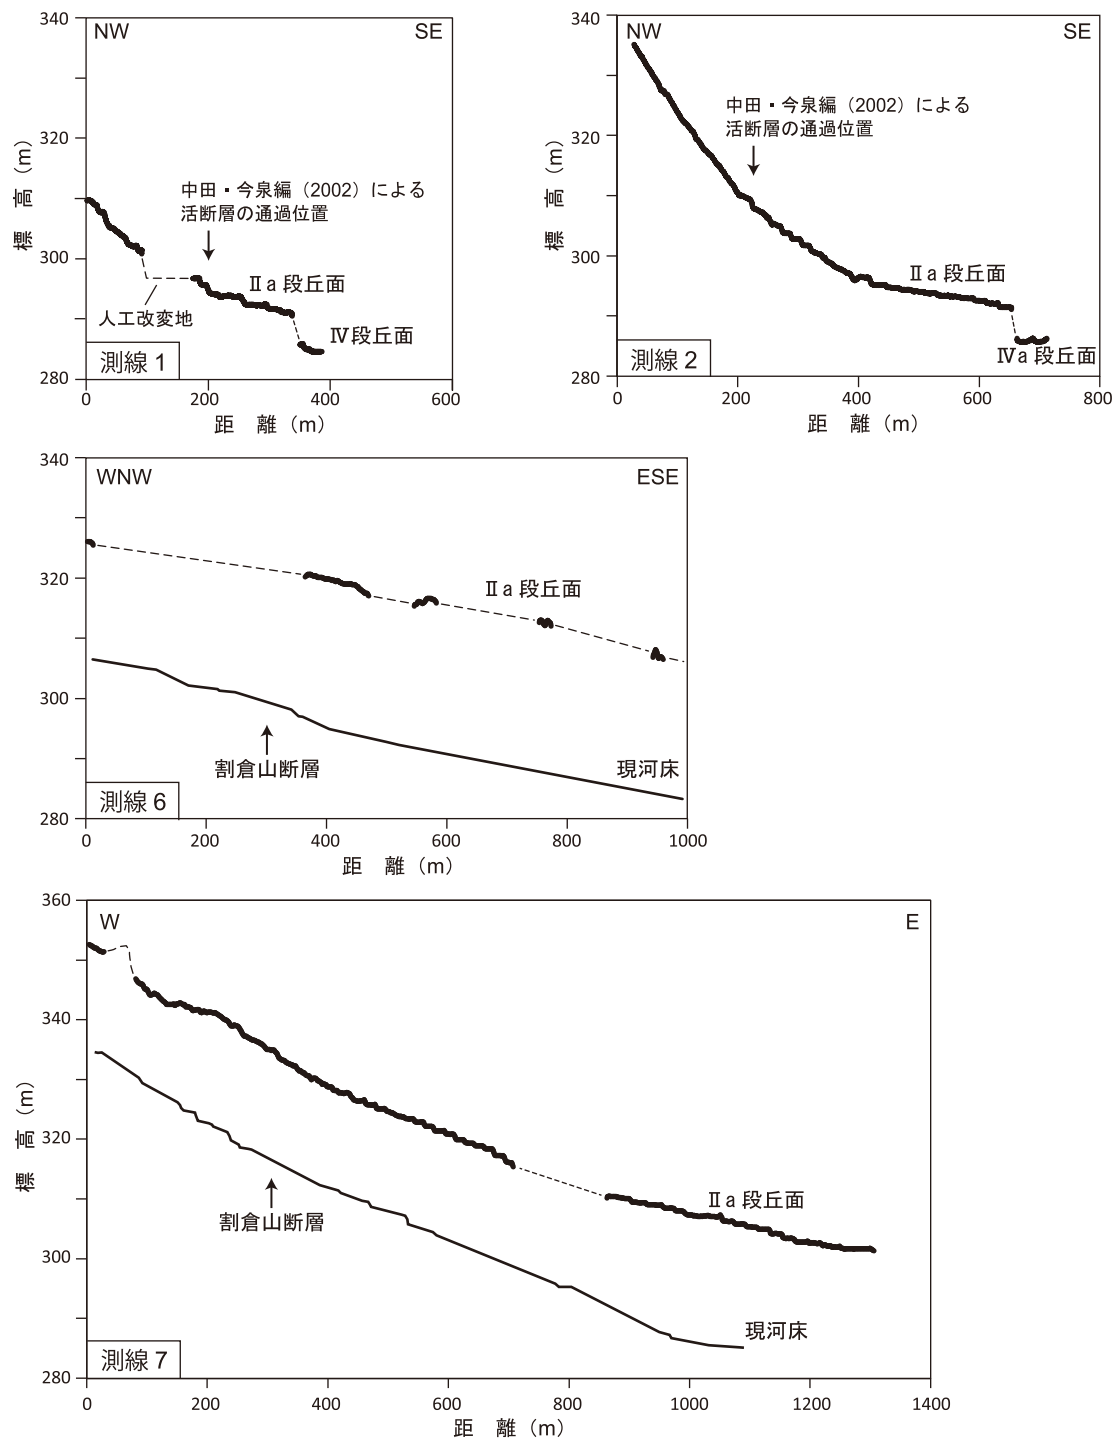 340
320
300
280
標　高（m）
NW
SE
中田・今泉編（2002）による
活断層の通過位置
Ⅱa 段丘面
人工改変地
Ⅳ段丘面
測線 1
0
200
400
600
距　離（m）
340
320
300
280
標　高（m）
NW
SE
中田・今泉編（2002）による
活断層の通過位置
Ⅱa 段丘面
Ⅳa 段丘面
測線 2
0
200
400
600
800
距　離（m）
340
320
300
280
標　高（m）
WNW
ESE
Ⅱa 段丘面
割倉山断層
現河床
測線 6
0
200
400
600
800
1000
距　離（m）
360
340
320
300
280
標　高（m）
W
E
Ⅱa 段丘面
割倉山断層
現河床
測線 7
0
200
400
600
800
1000
1200
1400
距　離（m）